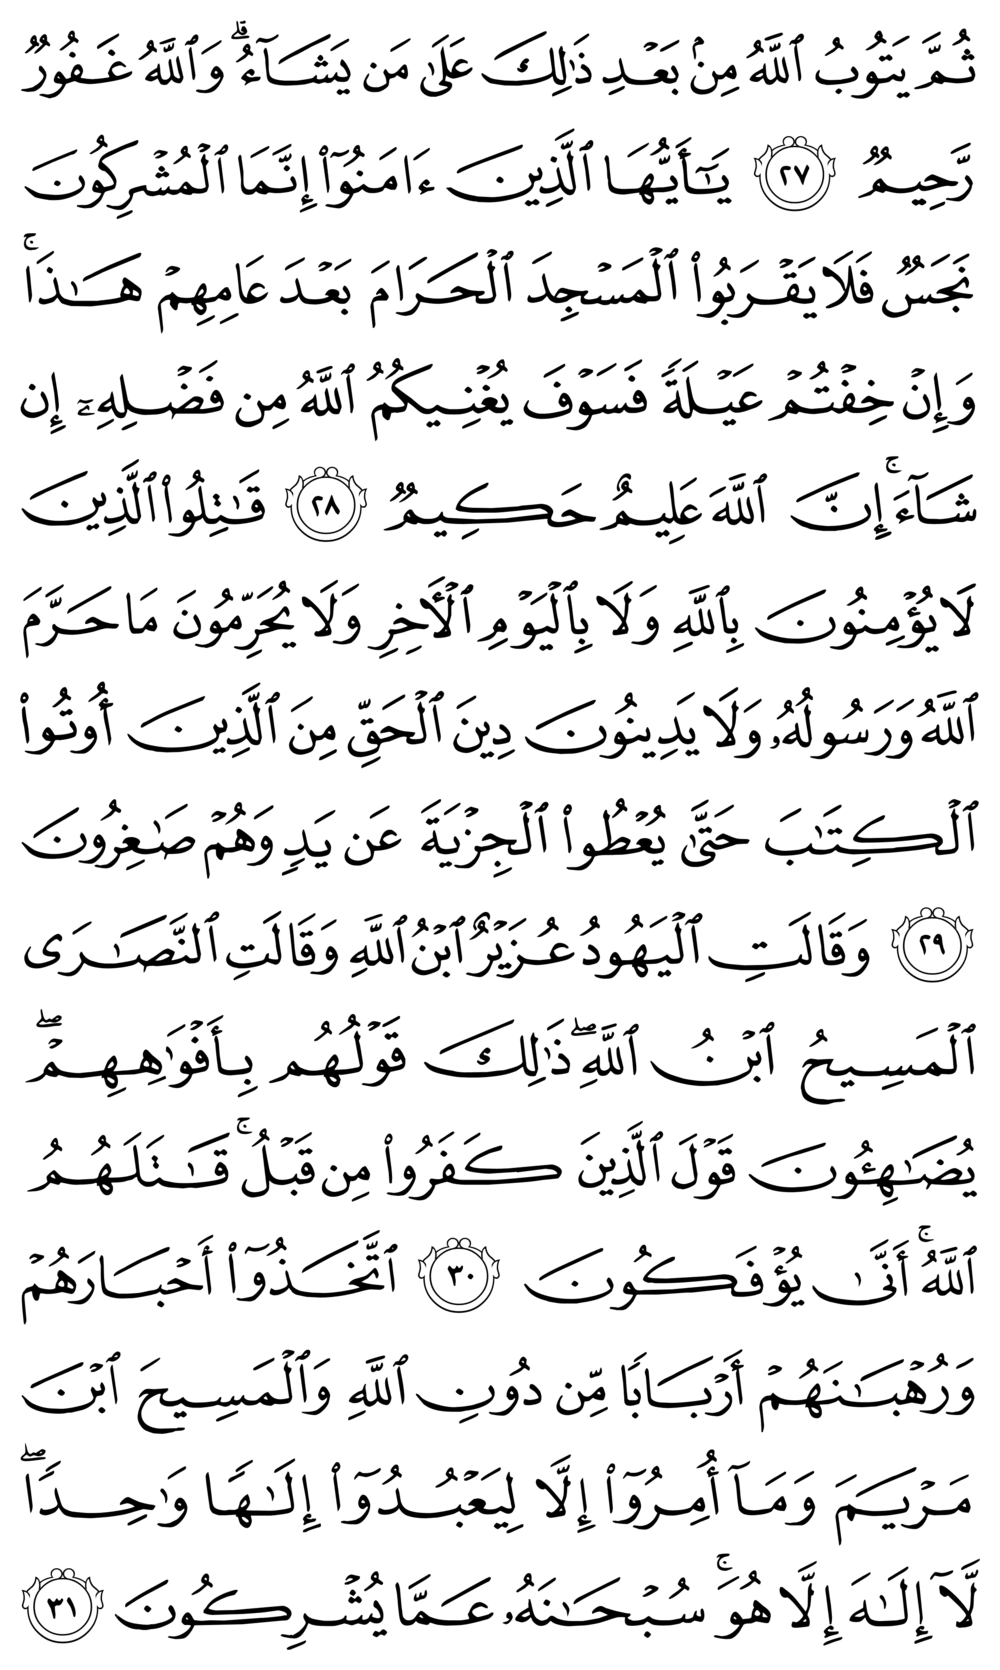 ثُمَّ يَتُوبُ ٱللَّهُ مِنۢ بَعْدِ ذَٰلِكَ عَلَىٰ مَن يَشَآءُ ۗ وَٱللَّهُ غَفُورٌ
رَّحِيمٌ ٢٧ يَـٰٓأَيُّهَا ٱلَّذِينَ ءَامَنُوٓا۟ إِنَّمَا ٱلْمُشْرِكُونَ
نَجَسٌ فَلَا يَقْرَبُوا۟ ٱلْمَسْجِدَ ٱلْحَرَامَ بَعْدَ عَامِهِمْ هَـٰذَا ۚ
وَإِنْ خِفْتُمْ عَيْلَةً فَسَوْفَ يُغْنِيكُمُ ٱللَّهُ مِن فَضْلِهِۦٓ إِن
شَآءَ ۚ إِنَّ ٱللَّهَ عَلِيمٌ حَكِيمٌ ٢٨ قَـٰتِلُوا۟ ٱلَّذِينَ
لَا يُؤْمِنُونَ بِٱللَّهِ وَلَا بِٱلْيَوْمِ ٱلْـَٔاخِرِ وَلَا يُحَرِّمُونَ مَا حَرَّمَ
ٱللَّهُ وَرَسُولُهُۥ وَلَا يَدِينُونَ دِينَ ٱلْحَقِّ مِنَ ٱلَّذِينَ أُوتُوا۟
ٱلْكِتَـٰبَ حَتَّىٰ يُعْطُوا۟ ٱلْجِزْيَةَ عَن يَدٍ وَهُمْ صَـٰغِرُونَ
٢٩ وَقَالَتِ ٱلْيَهُودُ عُزَيْرٌ ٱبْنُ ٱللَّهِ وَقَالَتِ ٱلنَّصَـٰرَى
ٱلْمَسِيحُ ٱبْنُ ٱللَّهِ ۖ ذَٰلِكَ قَوْلُهُم بِأَفْوَٰهِهِمْ ۖ
يُضَـٰهِـُٔونَ قَوْلَ ٱلَّذِينَ كَفَرُوا۟ مِن قَبْلُ ۚ قَـٰتَلَهُمُ
ٱللَّهُ ۚ أَنَّىٰ يُؤْفَكُونَ ٣٠ ٱتَّخَذُوٓا۟ أَحْبَارَهُمْ
وَرُهْبَـٰنَهُمْ أَرْبَابًا مِّن دُونِ ٱللَّهِ وَٱلْمَسِيحَ ٱبْنَ
مَرْيَمَ وَمَآ أُمِرُوٓا۟ إِلَّا لِيَعْبُدُوٓا۟ إِلَـٰهًا وَٰحِدًا ۖ
لَّآ إِلَـٰهَ إِلَّا هُوَ ۚ سُبْحَـٰنَهُۥ عَمَّا يُشْرِكُونَ ٣١